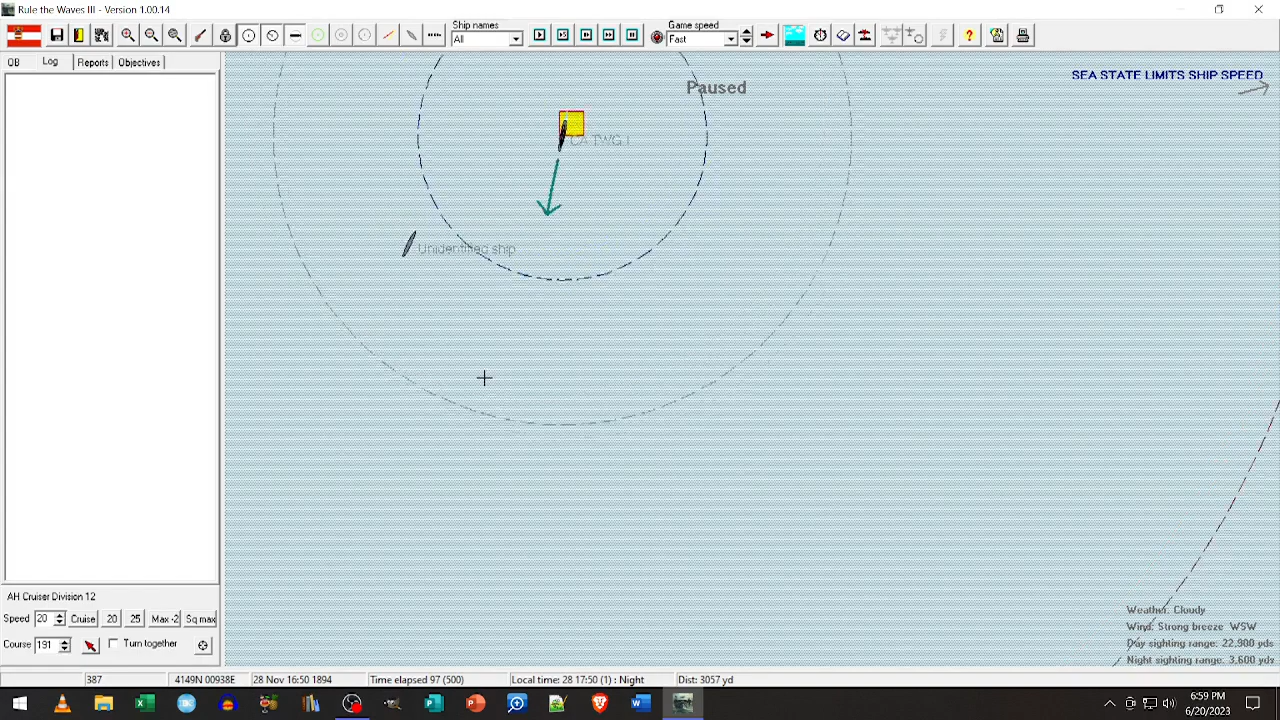 Rule the Waves III - Version 1.00.14
Ship names
All
Game speed
Fast
OB
Log
Reports
Objectives
Paused
SEA STATE LIMITS SHIP SPEED
CA TWG 1
Unidentified ship
AH Cruiser Division 12
Speed 20 Cruise 20 25 Max -2 Sq max
Course 191 Turn together
Weather: Cloudy
Wind: Strong breeze WSW
Day sighting range: 22,900 yds
Night sighting range: 3,600 yds
387
4149N 00938E
28 Nov 16:50 1894
Time elapsed 97 (500)
Local time: 28 17:50 (1) : Night
Dist: 3057 yd
6:59 PM
6/20/2023